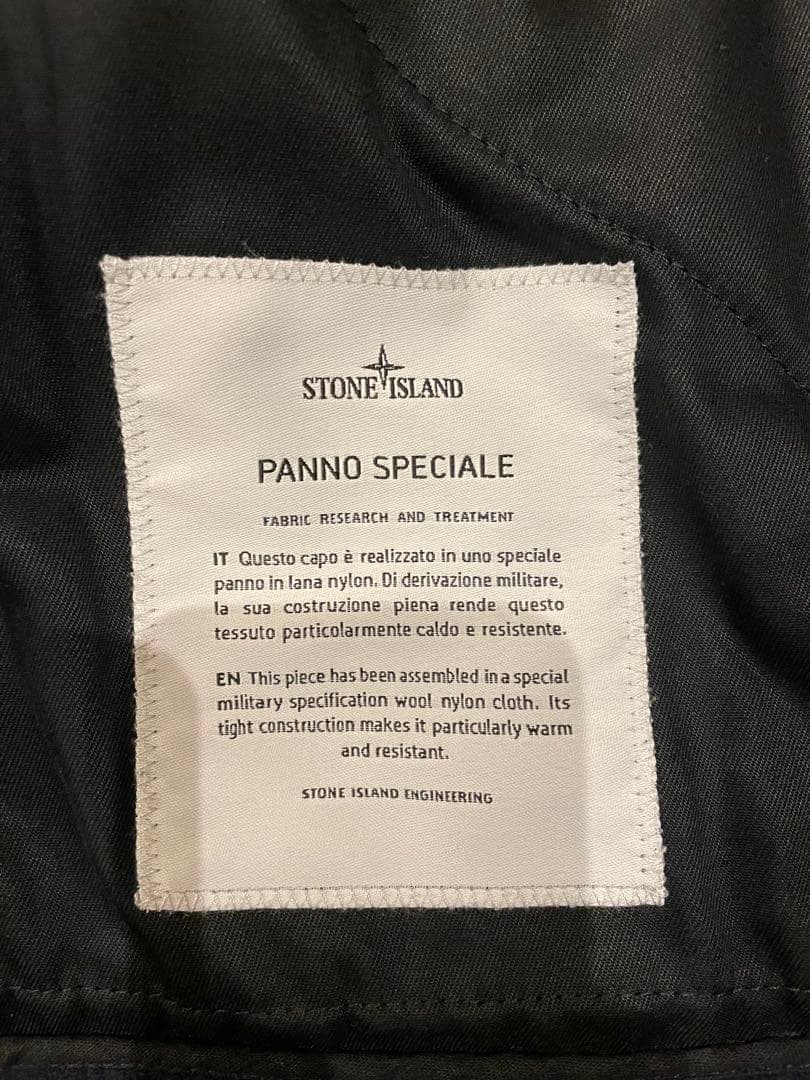 STONE ISLAND
PANNO SPECIALE
FABRIC RESEARCH AND TREATMENT
IT Questo capo è realizzato in uno speciale
panno in lana nylon. Di derivazione militare,
la sua costruzione piena rende questo
tessuto particolarmente caldo e resistente.
EN This piece has been assembled in a special
military specification wool nylon cloth. Its
tight construction makes it particularly warm
and resistant.
STONE ISLAND ENGINEERING